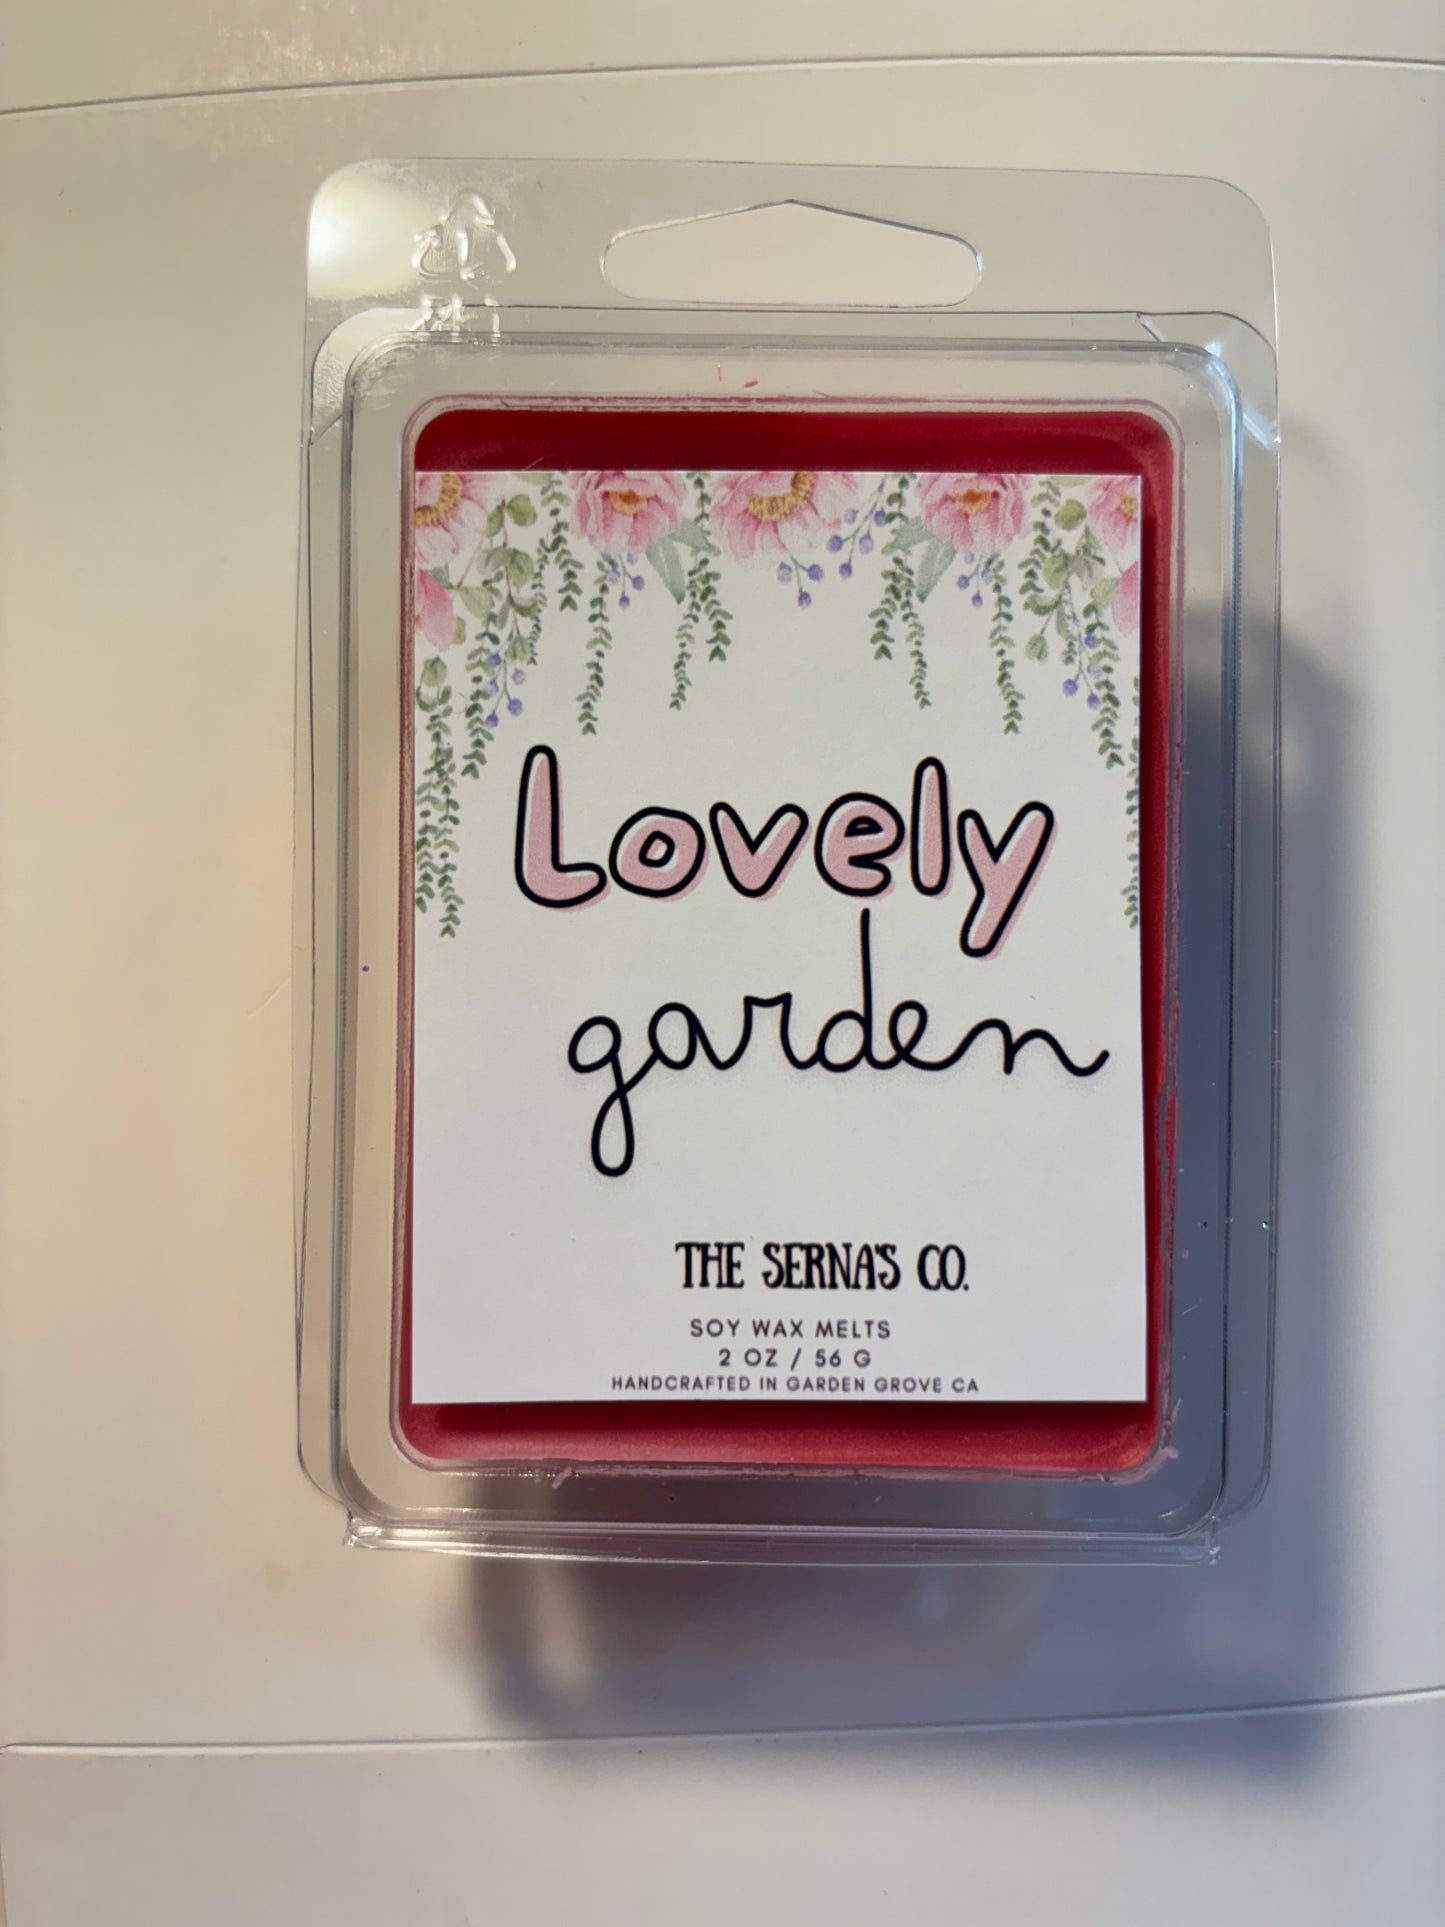 Lovely
garden
THE SERNA'S CO.
SOY WAX MELTS
2 OZ / 56 G
HANDCRAFTED IN GARDEN GROVE CA